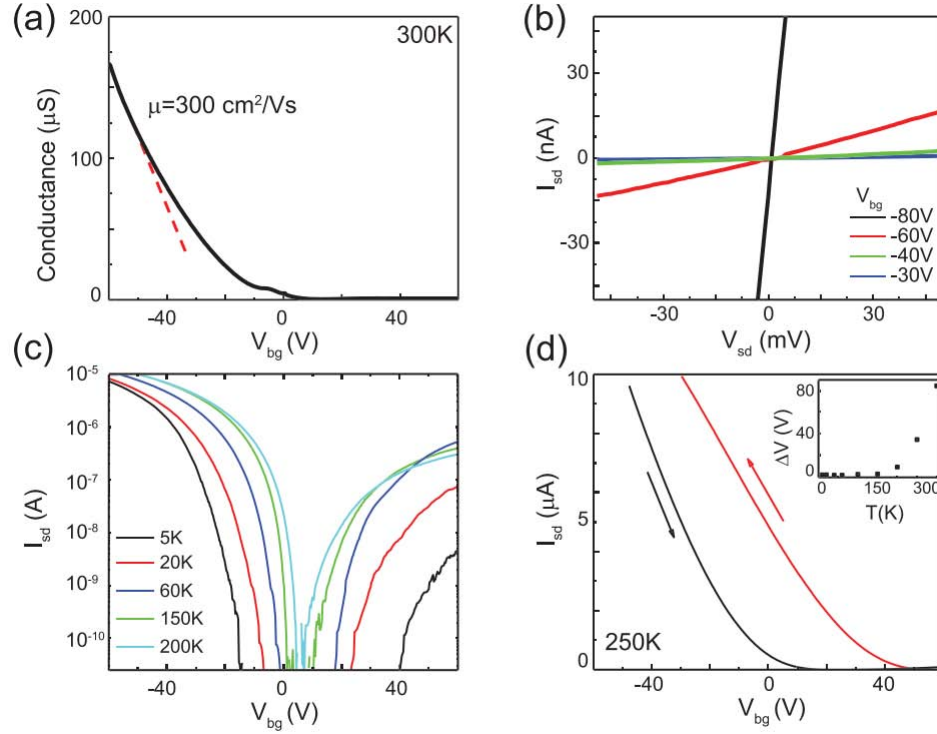 (a)
200
300K
μ=300 cm²/Vs
Conductance (μS)
100
0
-40
0
40
V_bg (V)
(b)
50
0
-50
I_sd (nA)
V_bg
-80V
-60V
-40V
-30V
-30
0
30
V_sd (mV)
(c)
10⁻⁵
10⁻⁶
10⁻⁷
10⁻⁸
10⁻⁹
10⁻¹⁰
I_sd (A)
5K
20K
60K
150K
200K
-40
0
40
V_bg (V)
(d)
10
5
0
I_sd (μA)
250K
80
40
0
ΔV (V)
0
150
300
T(K)
-40
0
40
V_bg (V)